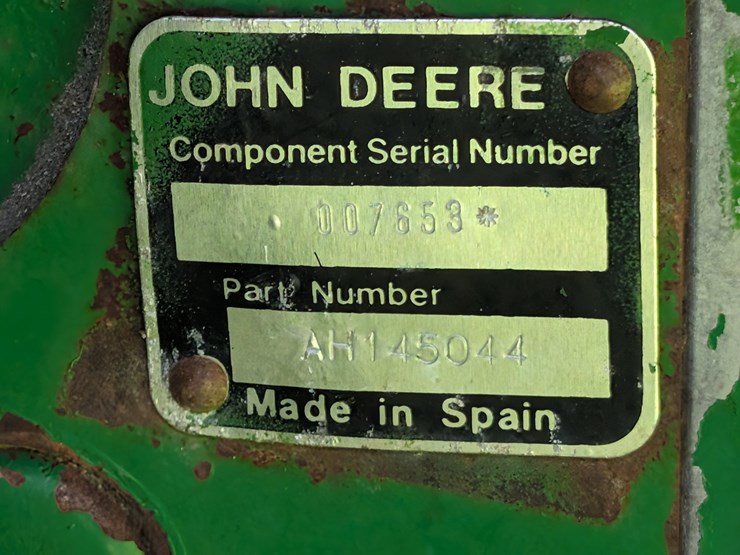 JOHN DEERE
Component Serial Number
007653*
Part Number
AH145044
Made in Spain